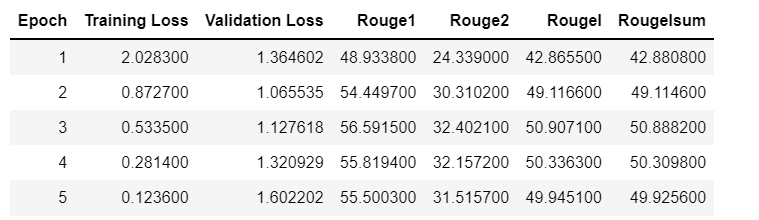 Epoch Training Loss Validation Loss Rouge1 Rouge2 Rougel Rougelsum
1 2.028300 1.364602 48.933800 24.339000 42.865500 42.880800
2 0.872700 1.065535 54.449700 30.310200 49.116600 49.114600
3 0.533500 1.127618 56.591500 32.402100 50.907100 50.888200
4 0.281400 1.320929 55.819400 32.157200 50.336300 50.309800
5 0.123600 1.602202 55.500300 31.515700 49.945100 49.925600